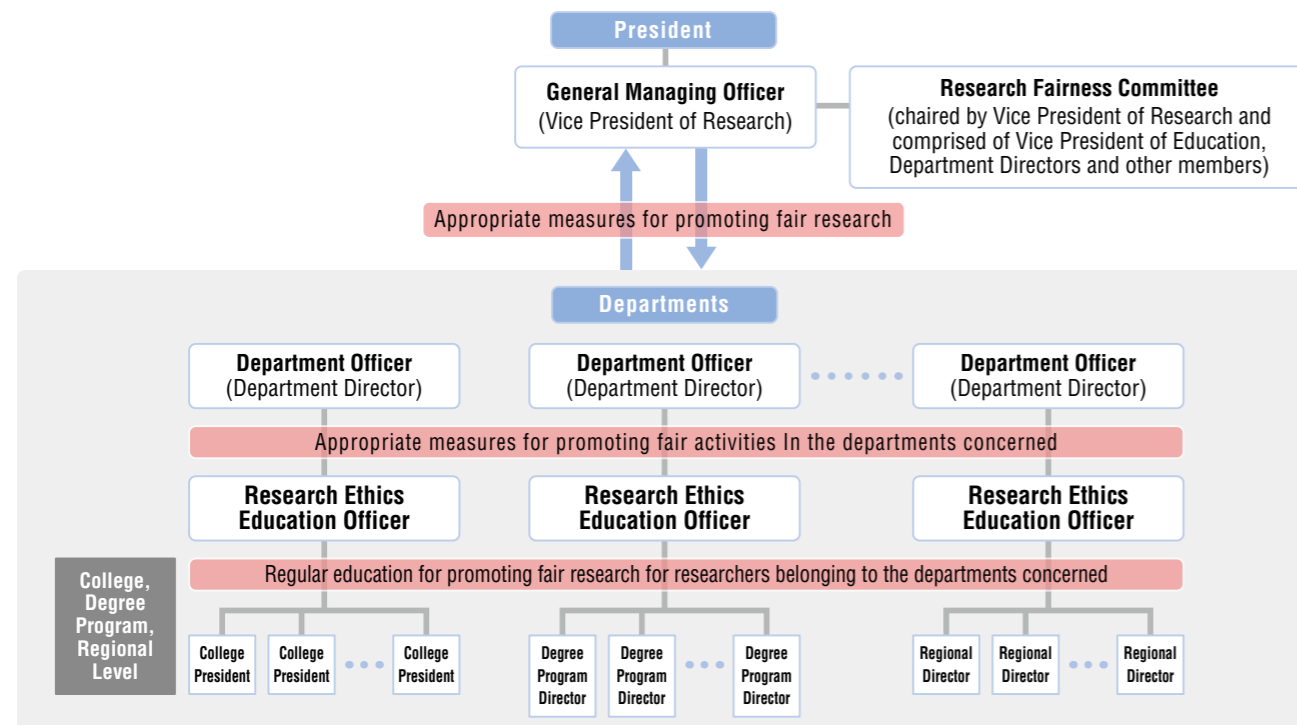 President
General Managing Officer
(Vice President of Research)
Research Fairness Committee
(chaired by Vice President of Research and
comprised of Vice President of Education,
Department Directors and other members)
Appropriate measures for promoting fair research
Departments
Department Officer
(Department Director)
Department Officer
(Department Director)
Department Officer
(Department Director)
Appropriate measures for promoting fair activities In the departments concerned
Research Ethics
Education Officer
Research Ethics
Education Officer
Research Ethics
Education Officer
College,
Degree
Program,
Regional
Level
Regular education for promoting fair research for researchers belonging to the departments concerned
College
President
College
President
College
President
Degree
Program
Director
Degree
Program
Director
Degree
Program
Director
Regional
Director
Regional
Director
Regional
Director